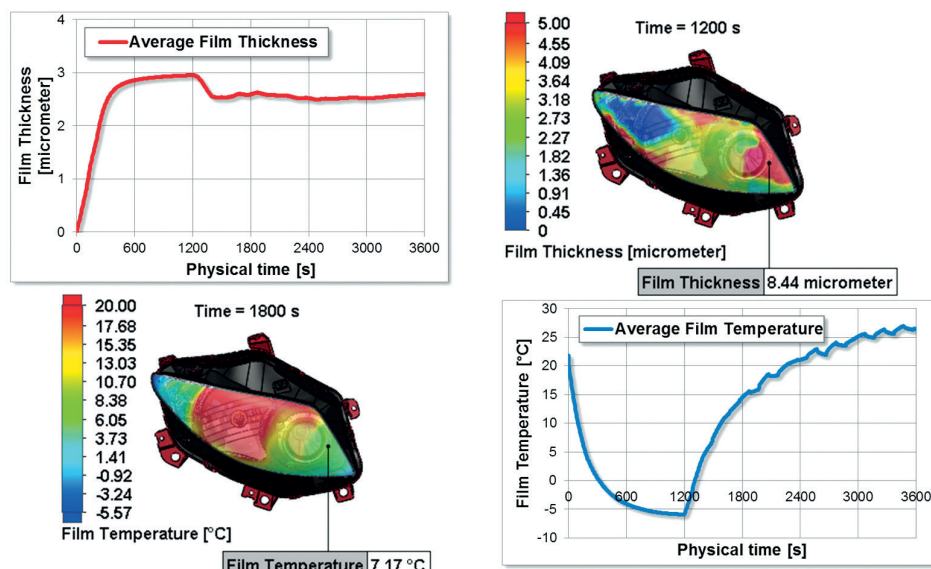 4
3
2
1
0
Film Thickness
[micrometer]
Average Film Thickness
0 600 1200 1800 2400 3000 3600
Physical time [s]
5.00
4.55
4.09
3.64
3.18
2.73
2.27
1.82
1.36
0.91
0.45
0
Time = 1200 s
Film Thickness [micrometer]
Film Thickness 8.44 micrometer
20.00
17.68
15.35
13.03
10.70
8.38
6.05
3.73
1.41
-0.92
-3.24
-5.57
Time = 1800 s
Film Temperature [°C]
Film Temperature 7.17 °C
30
25
20
15
10
5
0
-5
-10
Film Temperature [°C]
Average Film Temperature
0 600 1200 1800 2400 3000 3600
Physical time [s]